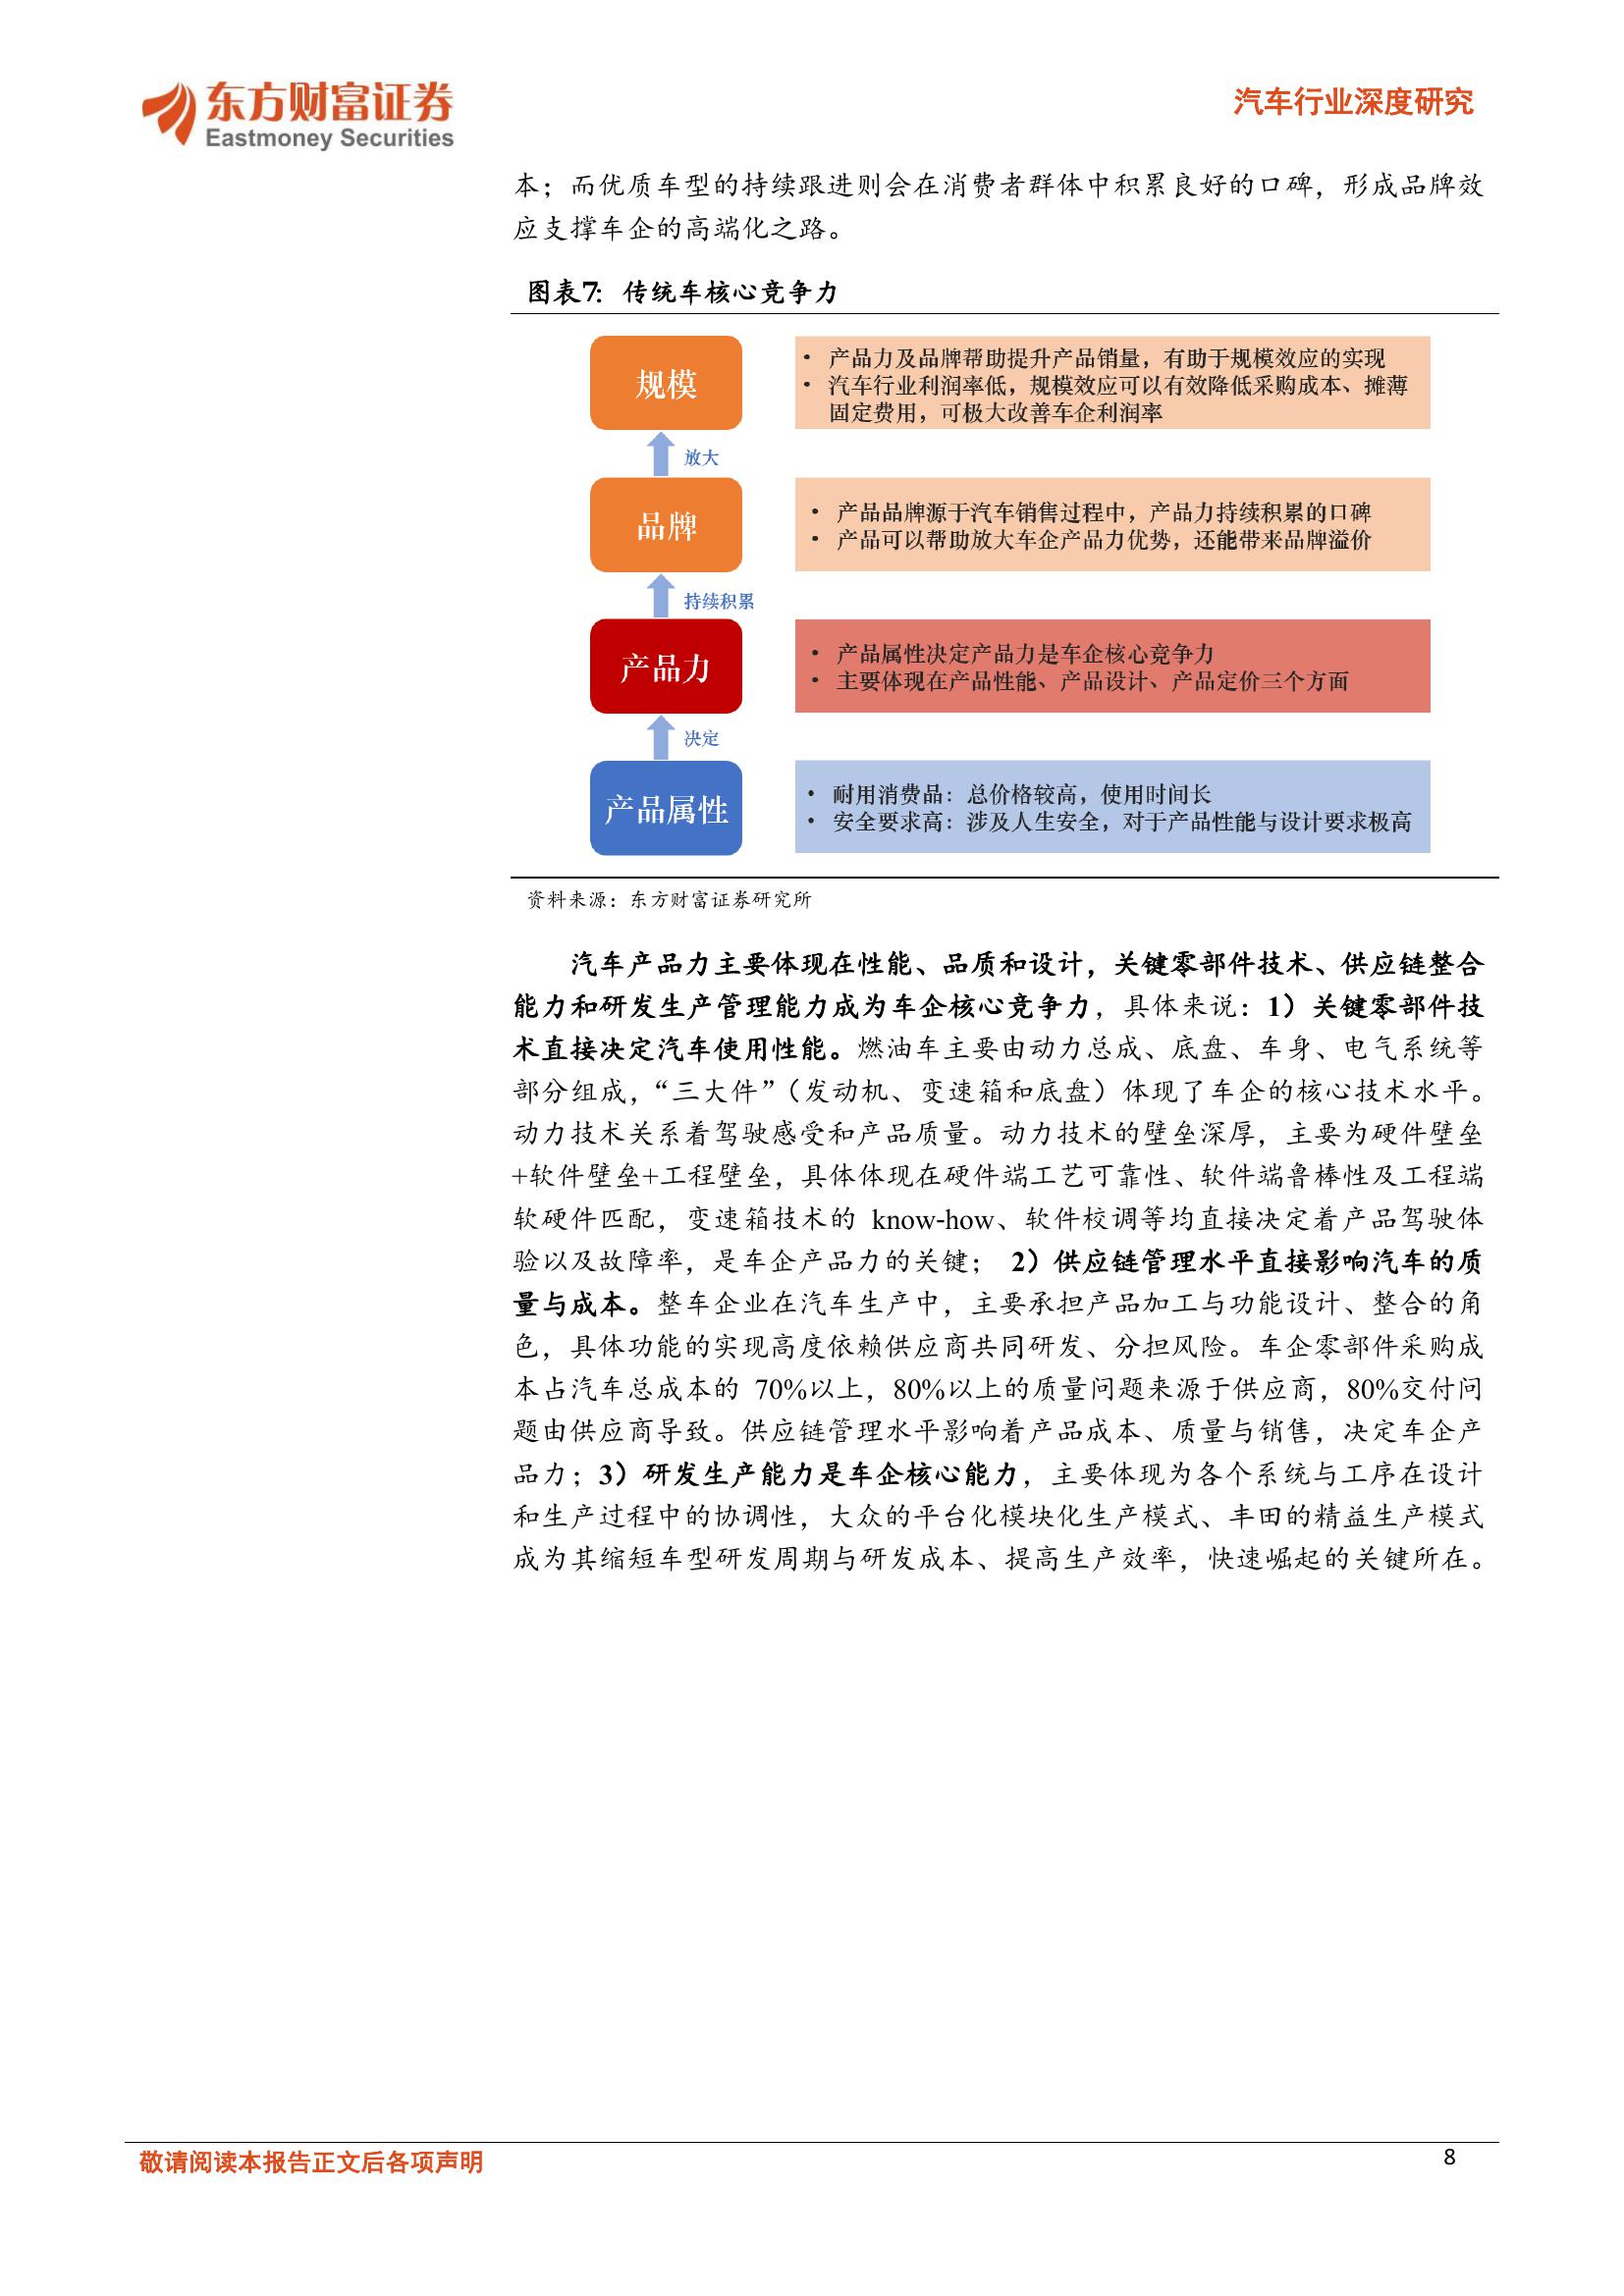 东方财富证券
Eastmoney Securities
汽车行业深度研究
本；而优质车型的持续跟进则会在消费者群体中积累良好的口碑，形成品牌效
应支撑车企的高端化之路。
图表7：传统车核心竞争力
规模
• 产品力及品牌帮助提升产品销量，有助于规模效应的实现
• 汽车行业利润率低，规模效应可以有效降低采购成本、摊薄
固定费用，可极大改善车企利润率
放大
品牌
• 产品品牌源于汽车销售过程中，产品力持续积累的口碑
• 产品可以帮助放大车企产品力优势，还能带来品牌溢价
持续积累
产品力
• 产品属性决定产品力是车企核心竞争力
• 主要体现在产品性能、产品设计、产品定价三个方面
决定
产品属性
• 耐用消费品：总价格较高，使用时间长
• 安全要求高：涉及人生安全，对于产品性能与设计要求极高
资料来源：东方财富证券研究所
汽车产品力主要体现在性能、品质和设计，关键零部件技术、供应链整合
能力和研发生产管理能力成为车企核心竞争力，具体来说：1）关键零部件技
术直接决定汽车使用性能。燃油车主要由动力总成、底盘、车身、电气系统等
部分组成，“三大件”（发动机、变速箱和底盘）体现了车企的核心技术水平。
动力技术关系着驾驶感受和产品质量。动力技术的壁垒深厚，主要为硬件壁垒
+软件壁垒+工程壁垒，具体体现在硬件端工艺可靠性、软件端鲁棒性及工程端
软硬件匹配，变速箱技术的 know-how、软件校调等均直接决定着产品驾驶体
验以及故障率，是车企产品力的关键； 2）供应链管理水平直接影响汽车的质
量与成本。整车企业在汽车生产中，主要承担产品加工与功能设计、整合的角
色，具体功能的实现高度依赖供应商共同研发、分担风险。车企零部件采购成
本占汽车总成本的 70%以上，80%以上的质量问题来源于供应商，80%交付问
题由供应商导致。供应链管理水平影响着产品成本、质量与销售，决定车企产
品力；3）研发生产能力是车企核心能力，主要体现为各个系统与工序在设计
和生产过程中的协调性，大众的平台化模块化生产模式、丰田的精益生产模式
成为其缩短车型研发周期与研发成本、提高生产效率，快速崛起的关键所在。
敬请阅读本报告正文后各项声明
8